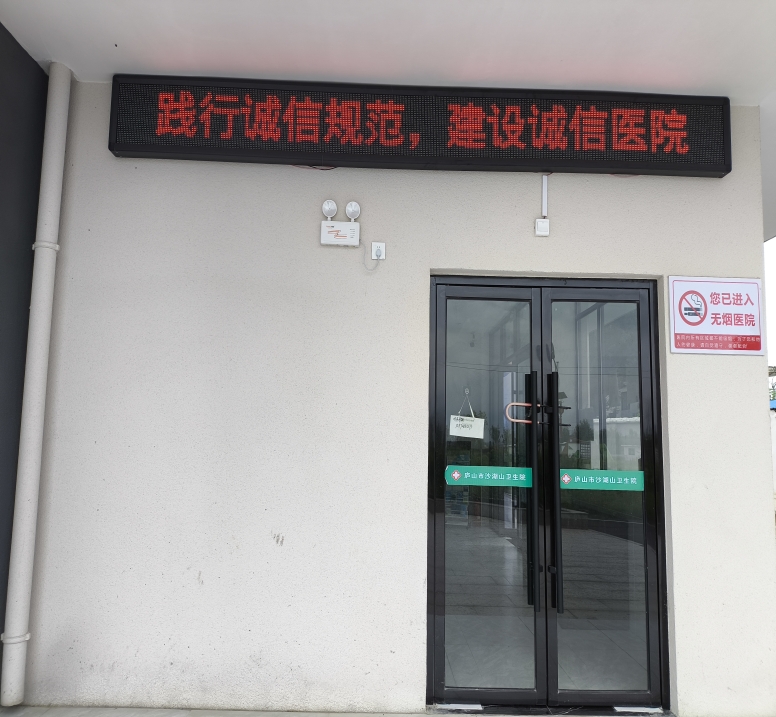 践行诚信规范，建设诚信医院
您已进入
无烟医院
庐山市沙湖山卫生院
庐山市沙湖山卫生院